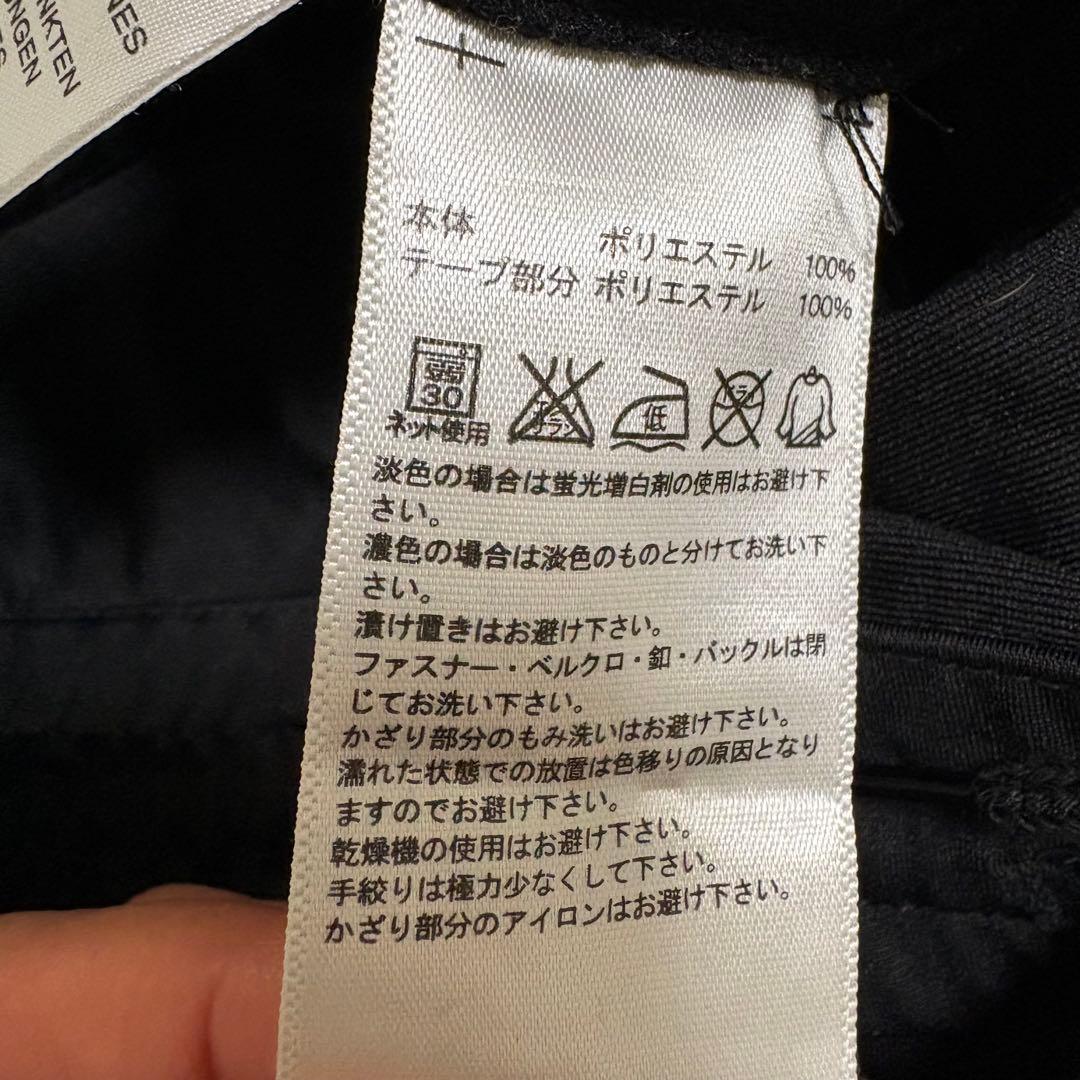 NES
NKTEN
NGEN
本体 ポリエステル 100%
テープ部分 ポリエステル 100%
弱
30
ネット使用
低
淡色の場合は蛍光増白剤の使用はお避け下
さい。
濃色の場合は淡色のものと分けてお洗い下
さい。
漬け置きはお避け下さい。
ファスナー・ベルクロ・釦・バックルは閉
じてお洗い下さい。
かざり部分のもみ洗いはお避け下さい。
濡れた状態での放置は色移りの原因となり
ますのでお避け下さい。
乾燥機の使用はお避け下さい。
手絞りは極力少なくして下さい。
かざり部分のアイロンはお避け下さい。